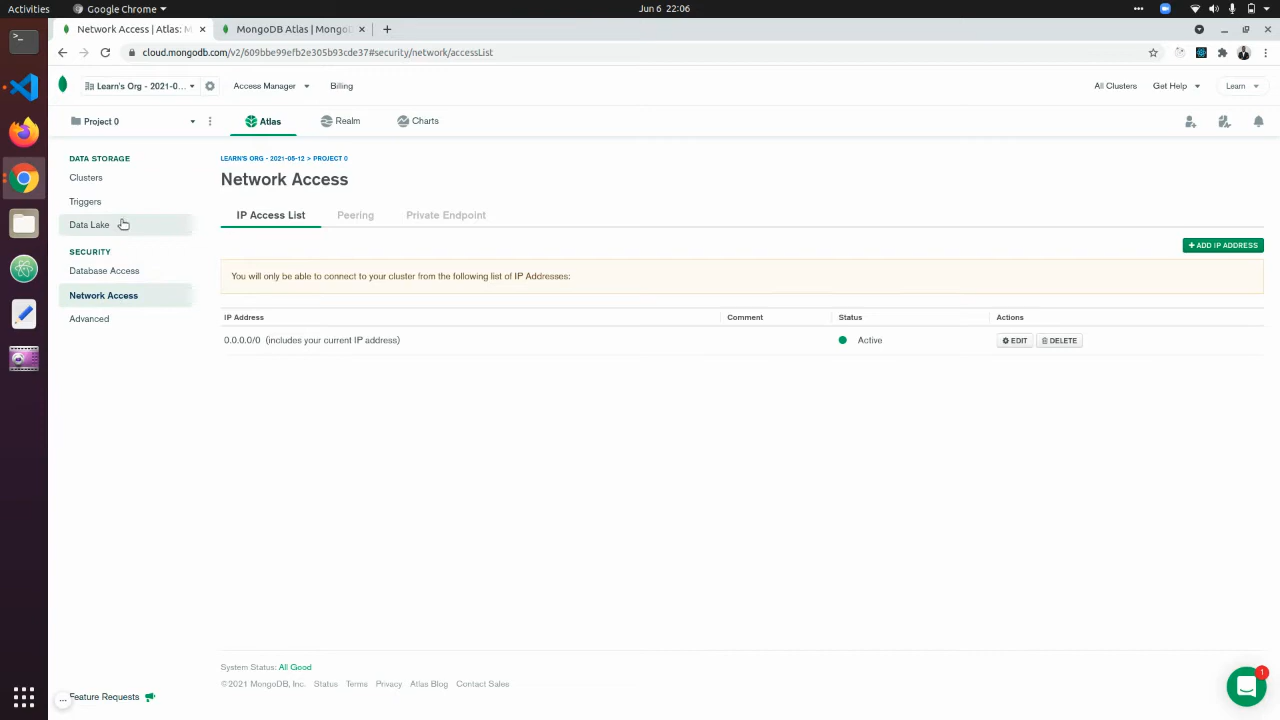 Activities
Google Chrome
Jun 6 22:06
Network Access | Atlas: M
MongoDB Atlas | MongoD
cloud.mongodb.com/v2/609bbe99efb2e305b93cde37#security/network/accessList
Learn's Org - 2021-0...
Access Manager
Billing
All Clusters
Get Help
Learn
Project 0
Atlas
Realm
Charts
DATA STORAGE
Clusters
Triggers
Data Lake
SECURITY
Database Access
Network Access
Advanced
LEARN'S ORG - 2021-05-12 > PROJECT 0
Network Access
IP Access List
Peering
Private Endpoint
+ ADD IP ADDRESS
You will only be able to connect to your cluster from the following list of IP Addresses:
IP Address
Comment
Status
Actions
0.0.0.0/0 (includes your current IP address)
Active
EDIT
DELETE
System Status: All Good
©2021 MongoDB, Inc.
Status
Terms
Privacy
Atlas Blog
Contact Sales
Feature Requests
1